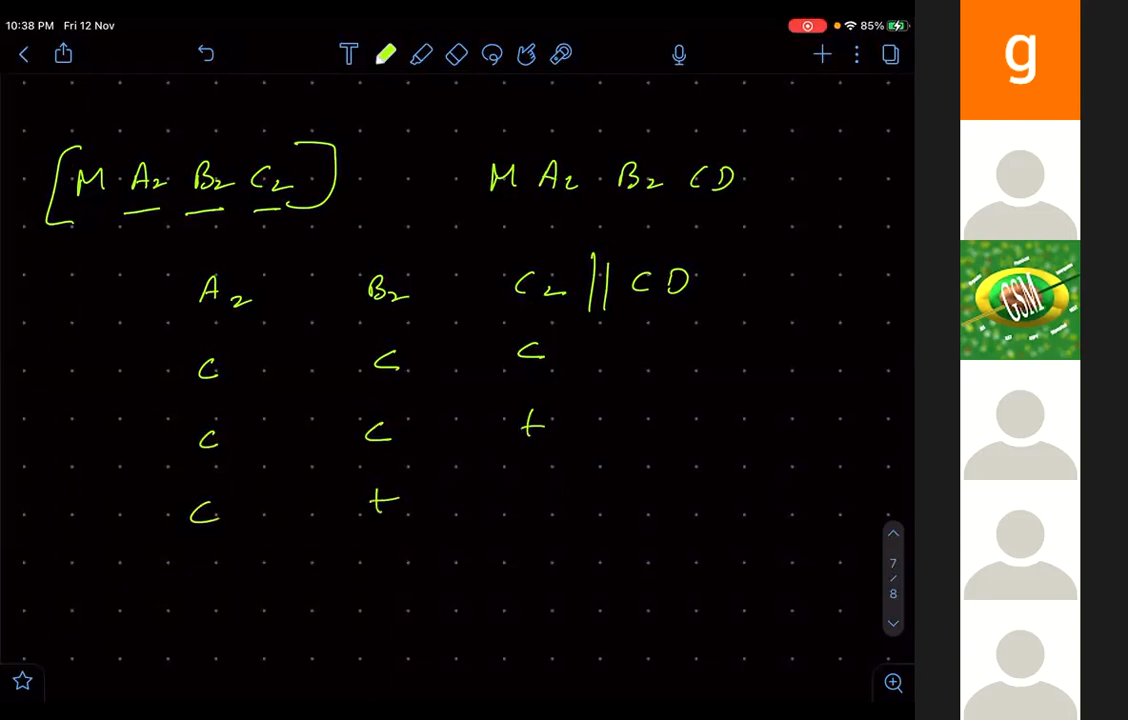 10:38 PM Fri 12 Nov 85%
T
g
[M A2 B2 C2] M A2 B2 CD
A2 B2 C2 || CD
c c c
c c t
c t
GSM
7
/
8